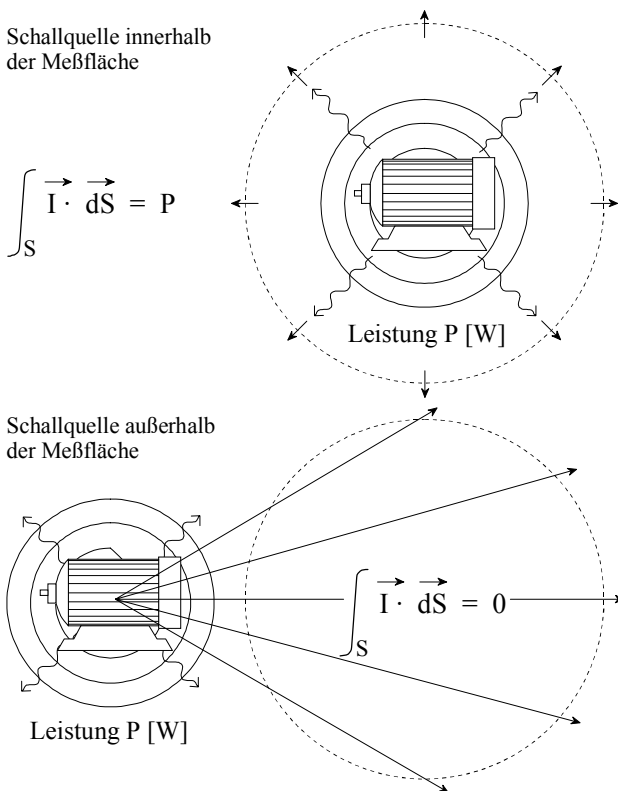 Schallquelle innerhalb
der Meßfläche
∫S I · dS = P
Leistung P [W]
Schallquelle außerhalb
der Meßfläche
∫S I · dS = 0
Leistung P [W]